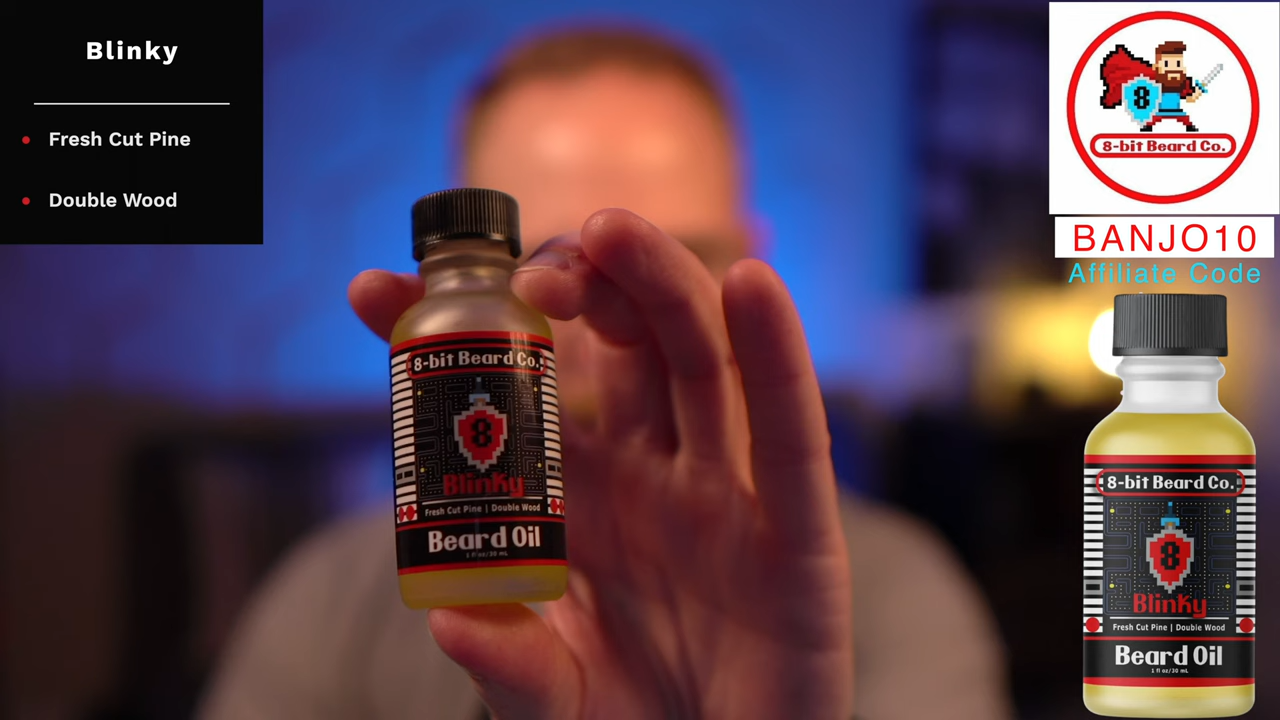 Blinky
Fresh Cut Pine
Double Wood
8
8-bit Beard Co.
BANJO10
Affiliate Code
8-bit Beard Co.
8
Blinky
Fresh Cut Pine | Double Wood
Beard Oil
1 fl oz/30 mL
8-bit Beard Co.
8
Blinky
Fresh Cut Pine | Double Wood
Beard Oil
1 fl oz/30 mL